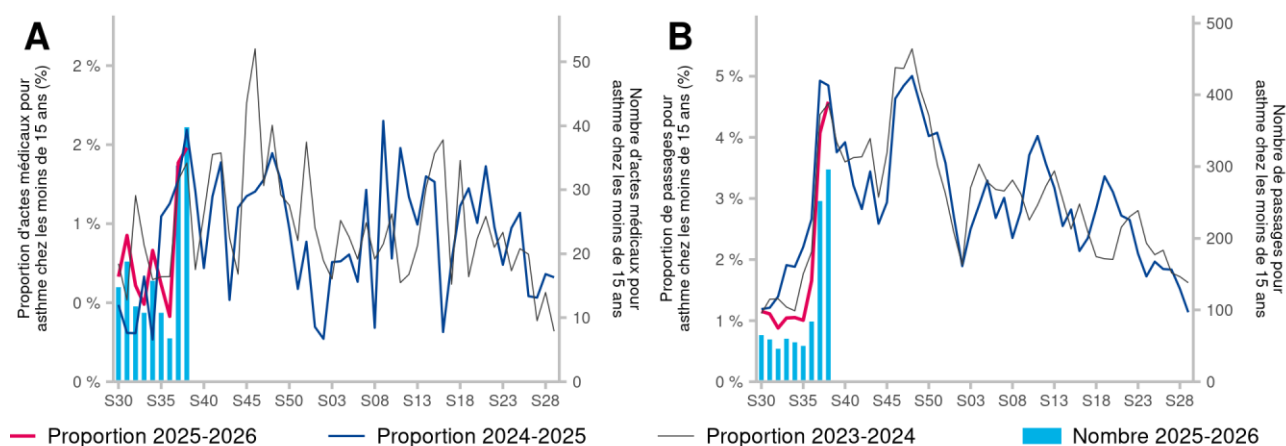 A
Proportion d'actes médicaux pour
asthme chez les moins de 15 ans (%)
2 %
2 %
1 %
0 %
0 %
50
40
30
20
10
0
Nombre d'actes médicaux pour
asthme chez les moins de 15 ans
S30 S35 S40 S45 S50 S03 S08 S13 S18 S23 S28
B
Proportion de passages pour
asthme chez les moins de 15 ans (%)
5 %
4 %
3 %
2 %
1 %
0 %
500
400
300
200
100
0
Nombre de passages pour
asthme chez les moins de 15 ans
S30 S35 S40 S45 S50 S03 S08 S13 S18 S23 S28
Proportion 2025-2026 Proportion 2024-2025 Proportion 2023-2024 Nombre 2025-2026